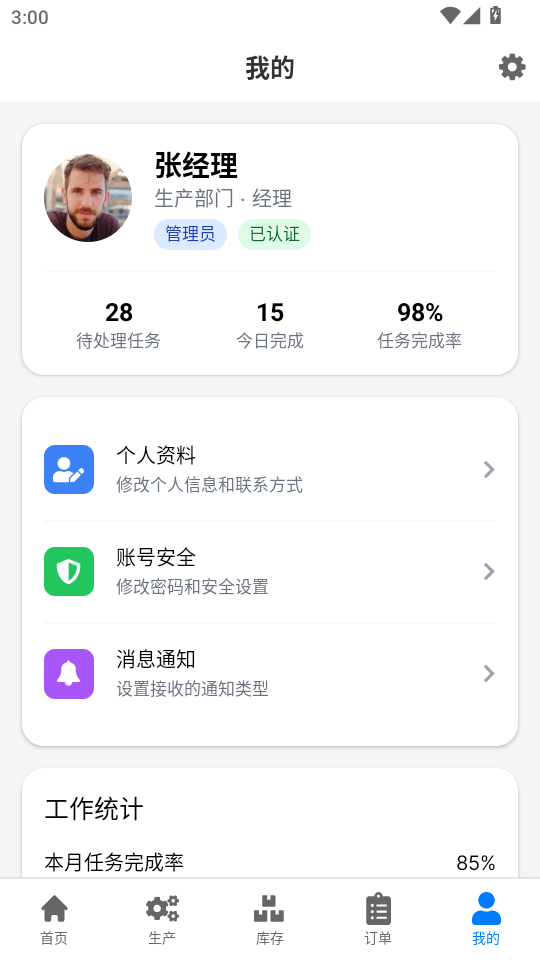 3:00
我的
张经理
生产部门 · 经理
管理员 已认证
28 15 98%
待处理任务 今日完成 任务完成率
个人资料
修改个人信息和联系方式
账号安全
修改密码和安全设置
消息通知
设置接收的通知类型
工作统计
本月任务完成率 85%
首页 生产 库存 订单 我的